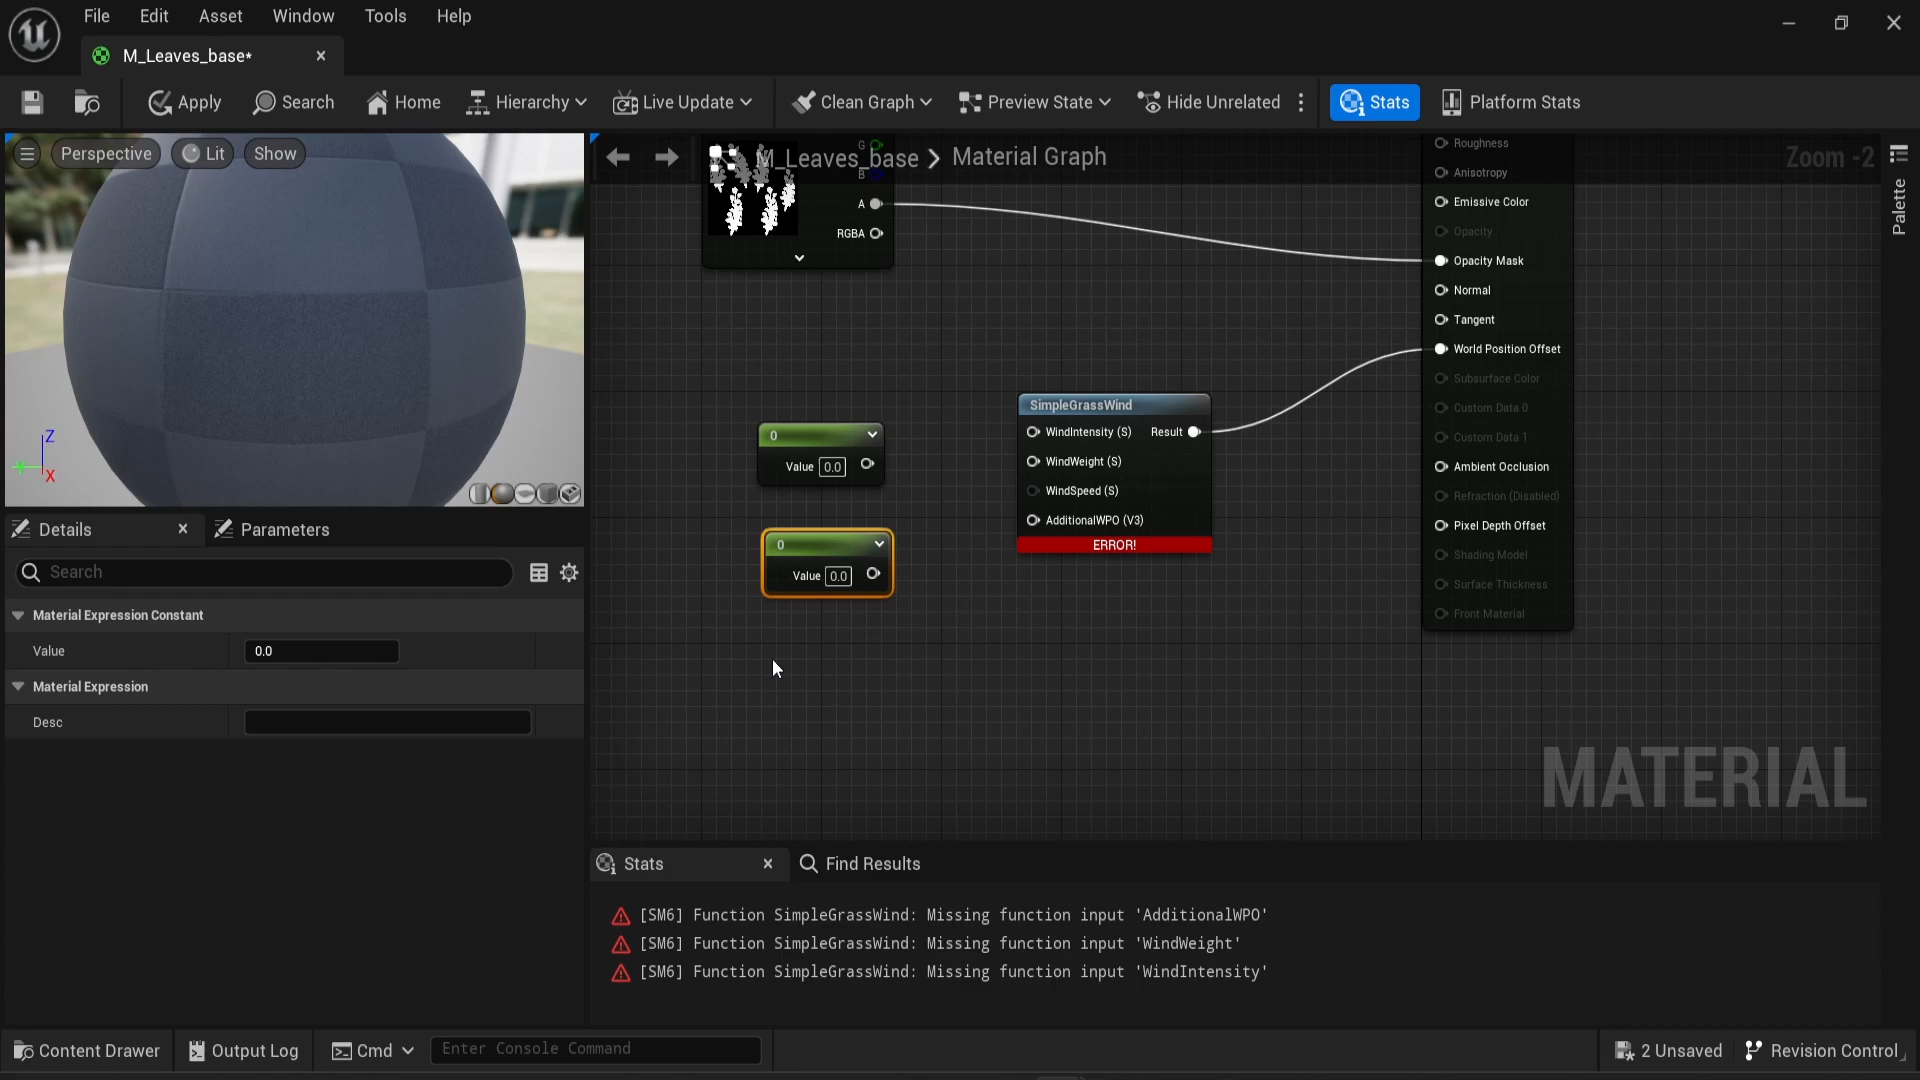 File Edit Asset Window Tools Help
M_Leaves_base*
Apply Search Home Hierarchy Live Update Clean Graph Preview State Hide Unrelated Stats Platform Stats
Perspective Lit Show
M_Leaves_base > Material Graph
Zoom -2
Palette
G
B
A
RGBA
Roughness
Anisotropy
Emissive Color
Opacity
Opacity Mask
Normal
Tangent
World Position Offset
Subsurface Color
Custom Data 0
Custom Data 1
Ambient Occlusion
Refraction (Disabled)
Pixel Depth Offset
Shading Model
Surface Thickness
Front Material
SimpleGrassWind
WindIntensity (S) Result
WindWeight (S)
WindSpeed (S)
AdditionalWPO (V3)
ERROR!
0
Value 0.0
0
Value 0.0
MATERIAL
Z
Y
X
Details Parameters
Search
Material Expression Constant
Value 0.0
Material Expression
Desc
Stats Find Results
[SM6] Function SimpleGrassWind: Missing function input 'AdditionalWPO'
[SM6] Function SimpleGrassWind: Missing function input 'WindWeight'
[SM6] Function SimpleGrassWind: Missing function input 'WindIntensity'
Content Drawer Output Log Cmd Enter Console Command 2 Unsaved Revision Control